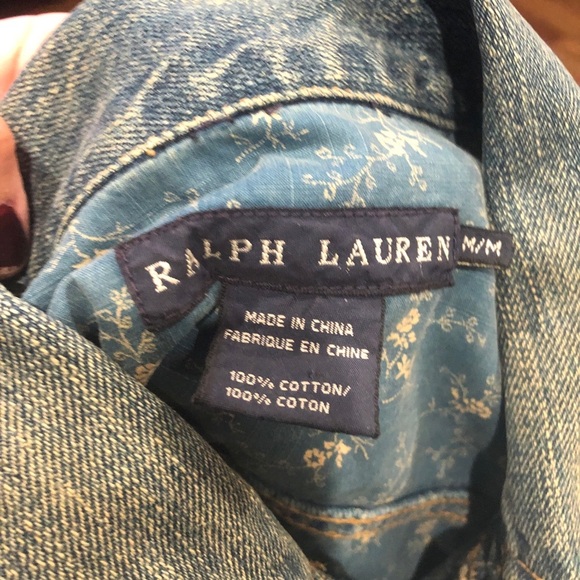 RALPH LAUREN
M/M
MADE IN CHINA
FABRIQUE EN CHINE
100% COTTON/
100% COTON